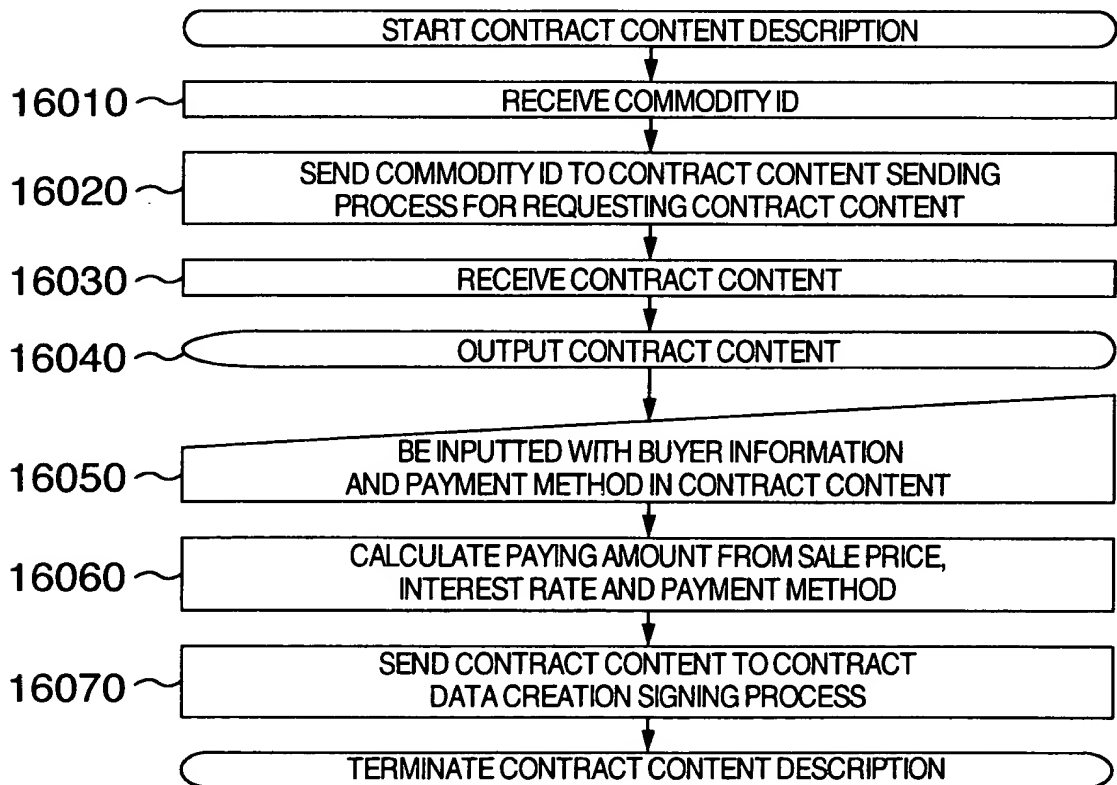 START CONTRACT CONTENT DESCRIPTION
16010
RECEIVE COMMODITY ID
16020
SEND COMMODITY ID TO CONTRACT CONTENT SENDING
PROCESS FOR REQUESTING CONTRACT CONTENT
16030
RECEIVE CONTRACT CONTENT
16040
OUTPUT CONTRACT CONTENT
16050
BE INPUTTED WITH BUYER INFORMATION
AND PAYMENT METHOD IN CONTRACT CONTENT
16060
CALCULATE PAYING AMOUNT FROM SALE PRICE,
INTEREST RATE AND PAYMENT METHOD
16070
SEND CONTRACT CONTENT TO CONTRACT
DATA CREATION SIGNING PROCESS
TERMINATE CONTRACT CONTENT DESCRIPTION